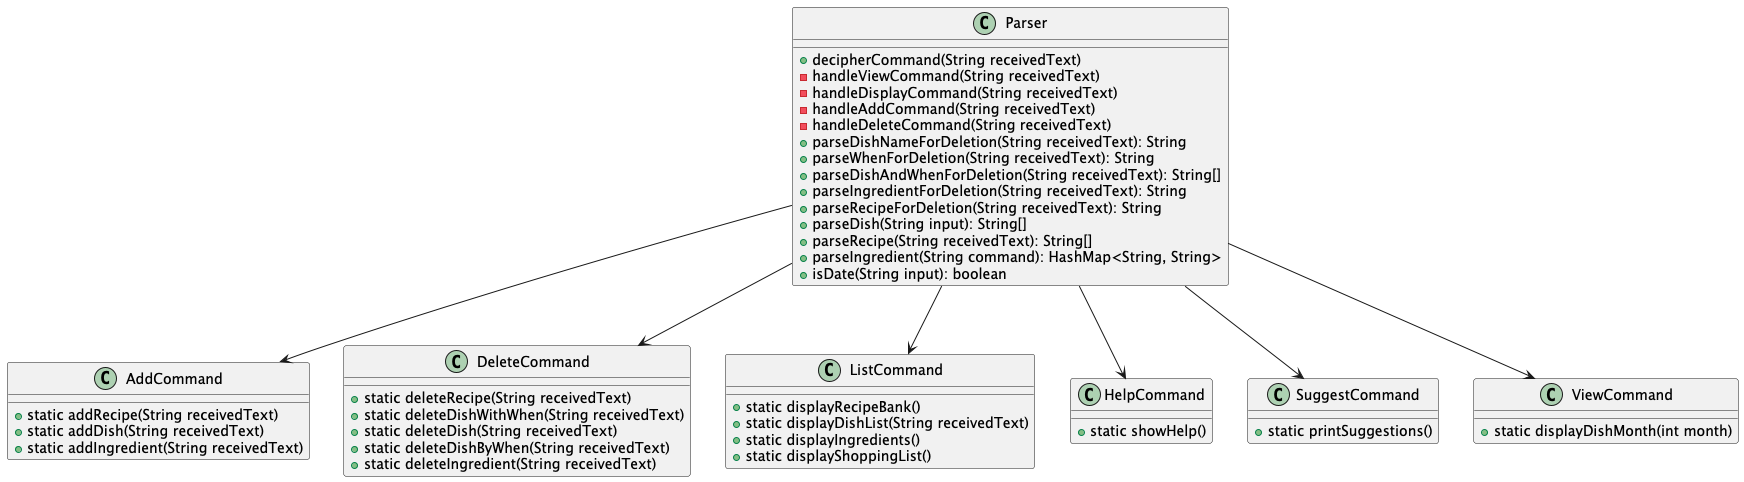 C Parser
decipherCommand(String receivedText)
handleViewCommand(String receivedText)
handleDisplayCommand(String receivedText)
handleAddCommand(String receivedText)
handleDeleteCommand(String receivedText)
parseDishNameForDeletion(String receivedText): String
parseWhenForDeletion(String receivedText): String
parseDishAndWhenForDeletion(String receivedText): String[]
parseIngredientForDeletion(String receivedText): String
parseRecipeForDeletion(String receivedText): String
parseDish(String input): String[]
parseRecipe(String receivedText): String[]
parseIngredient(String command): HashMap<String, String>
isDate(String input): boolean
C AddCommand
static addRecipe(String receivedText)
static addDish(String receivedText)
static addIngredient(String receivedText)
C DeleteCommand
static deleteRecipe(String receivedText)
static deleteDishWithWhen(String receivedText)
static deleteDish(String receivedText)
static deleteDishByWhen(String receivedText)
static deleteIngredient(String receivedText)
C ListCommand
static displayRecipeBank()
static displayDishList(String receivedText)
static displayIngredients()
static displayShoppingList()
C HelpCommand
static showHelp()
C SuggestCommand
static printSuggestions()
C ViewCommand
static displayDishMonth(int month)